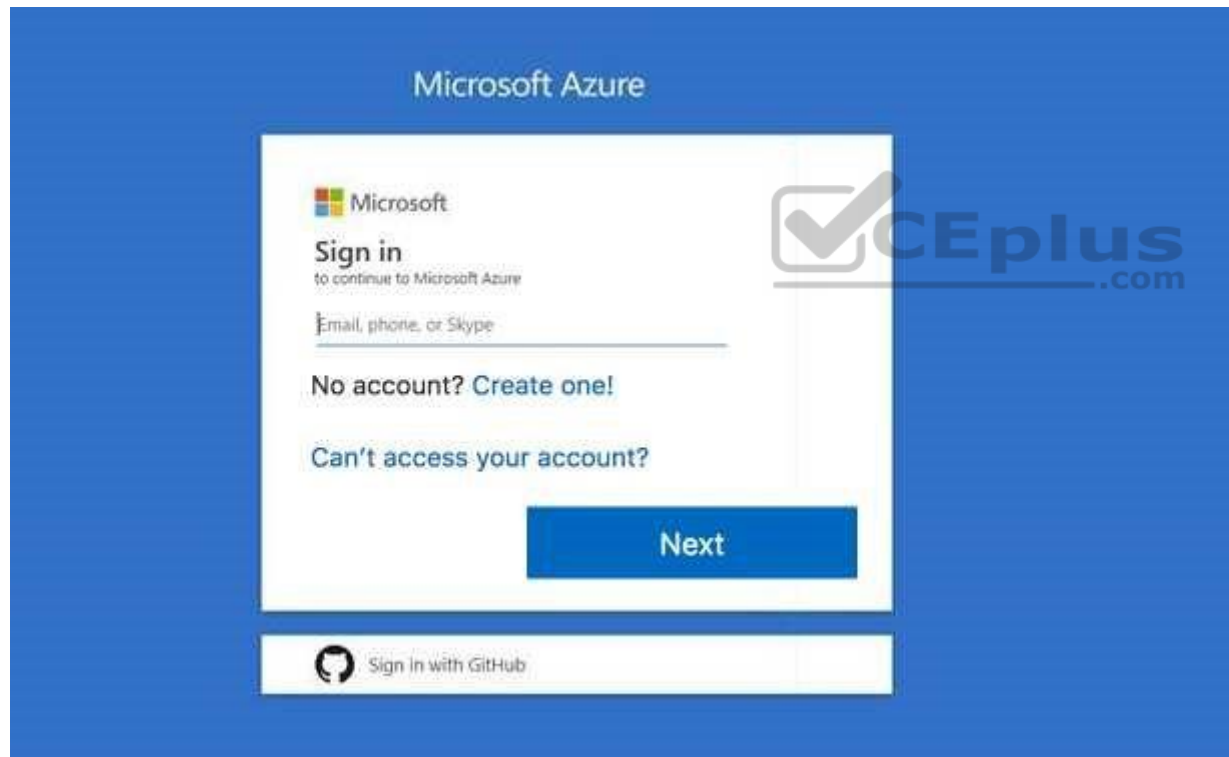 Microsoft Azure
Microsoft
CEplus
.com
Sign in
to continue to Microsoft Azure
Email, phone, or Skype
No account? Create one!
Can't access your account?
Next
Sign in with GitHub